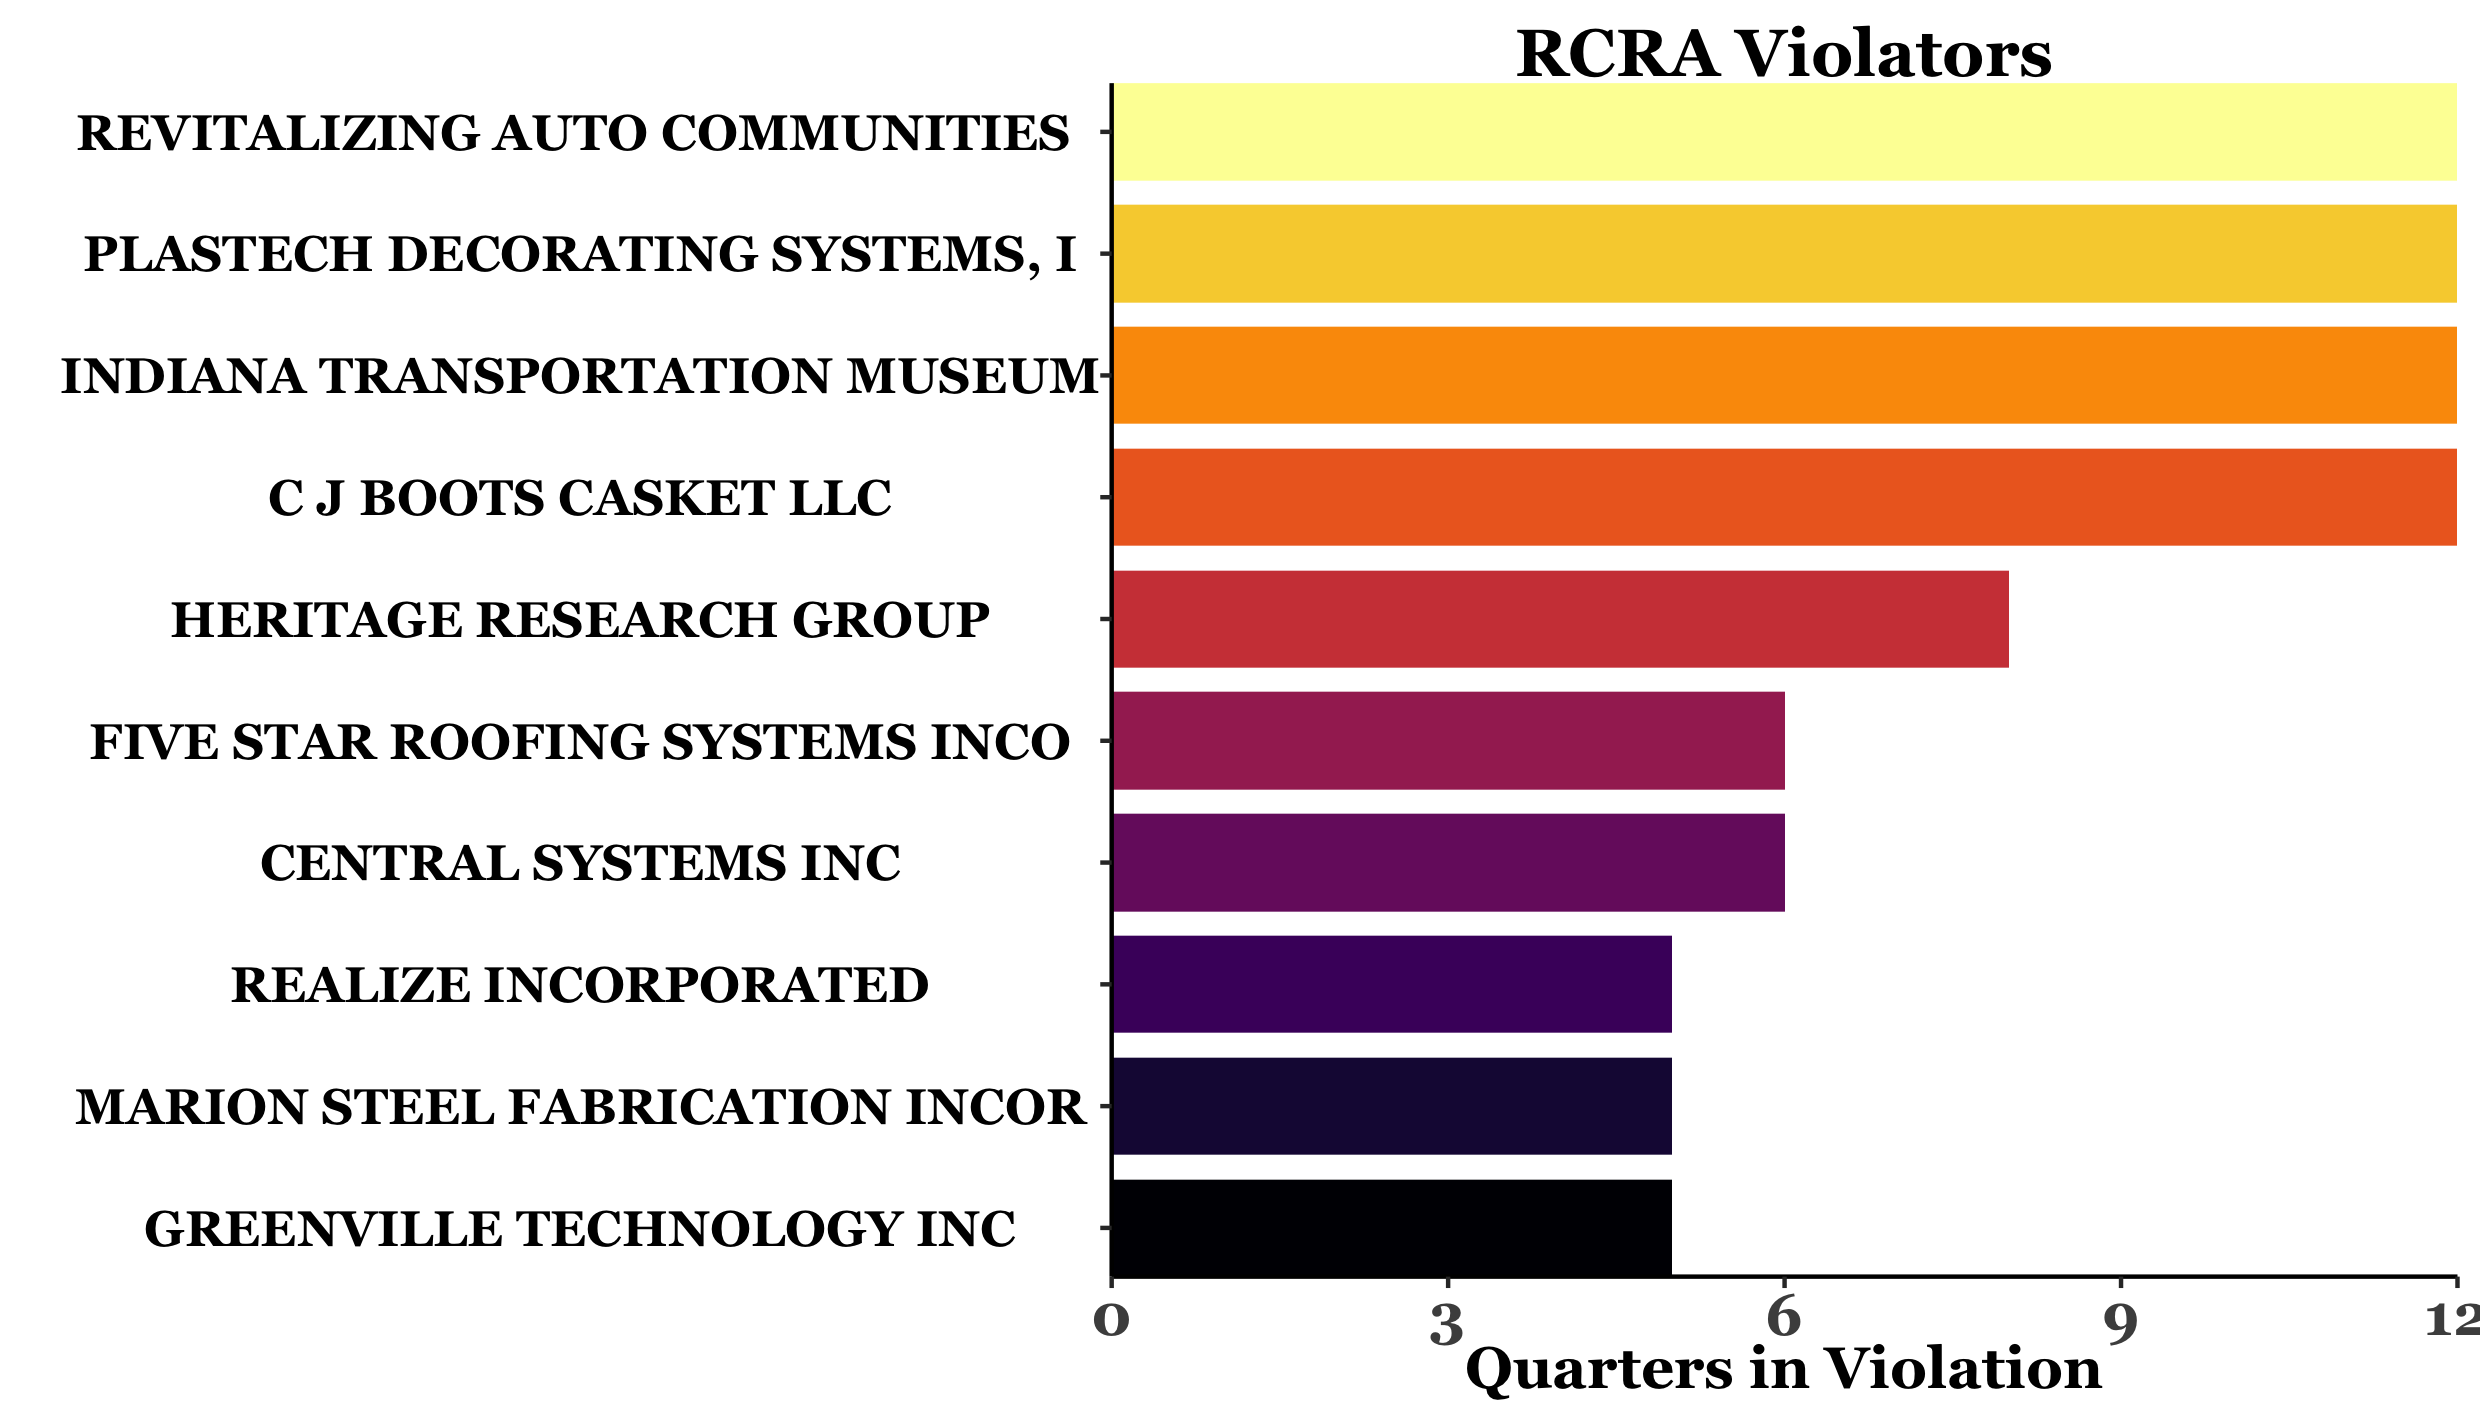 RCRA Violators
REVITALIZING AUTO COMMUNITIES
PLASTECH DECORATING SYSTEMS, I
INDIANA TRANSPORTATION MUSEUM
C J BOOTS CASKET LLC
HERITAGE RESEARCH GROUP
FIVE STAR ROOFING SYSTEMS INCO
CENTRAL SYSTEMS INC
REALIZE INCORPORATED
MARION STEEL FABRICATION INCOR
GREENVILLE TECHNOLOGY INC
0 3 6 9 12
Quarters in Violation